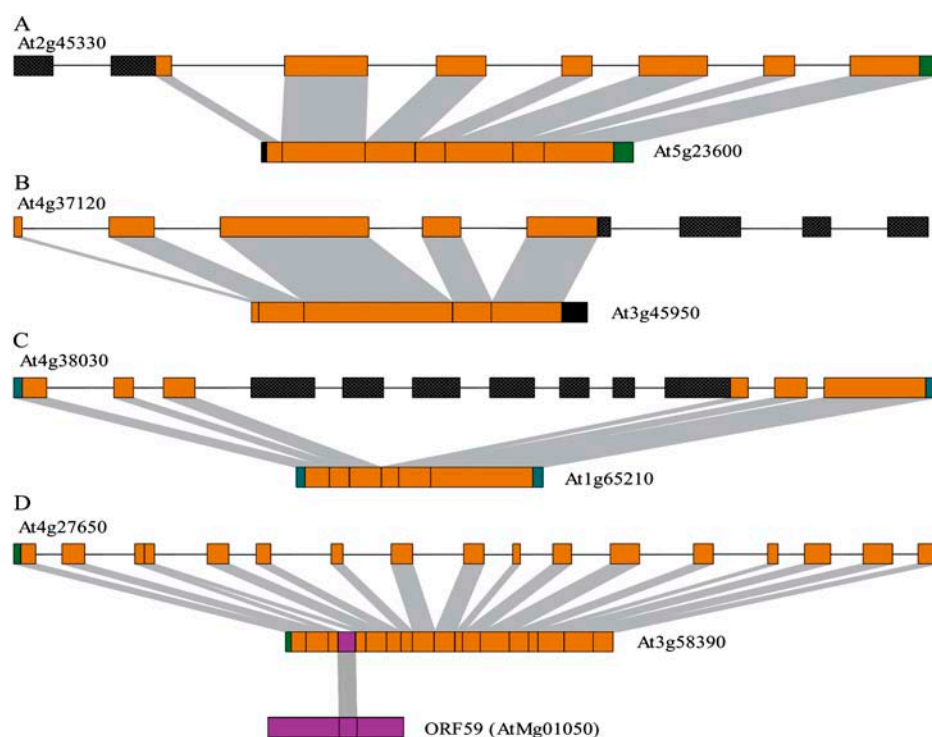 A
At2g45330
At5g23600
B
At4g37120
At3g45950
C
At4g38030
At1g65210
D
At4g27650
At3g58390
ORF59 (AtMg01050)